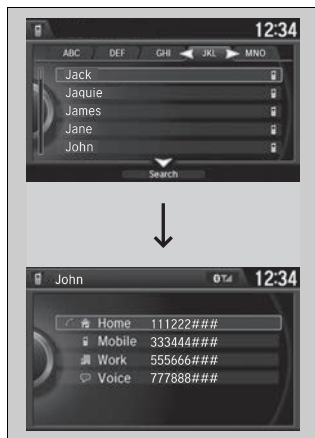 12:34
ABC DEF GHI JKL MNO
Jack
Jaquie
James
Jane
John
Search
John 12:34
Home 111222###
Mobile 333444###
Work 555666###
Voice 777888###